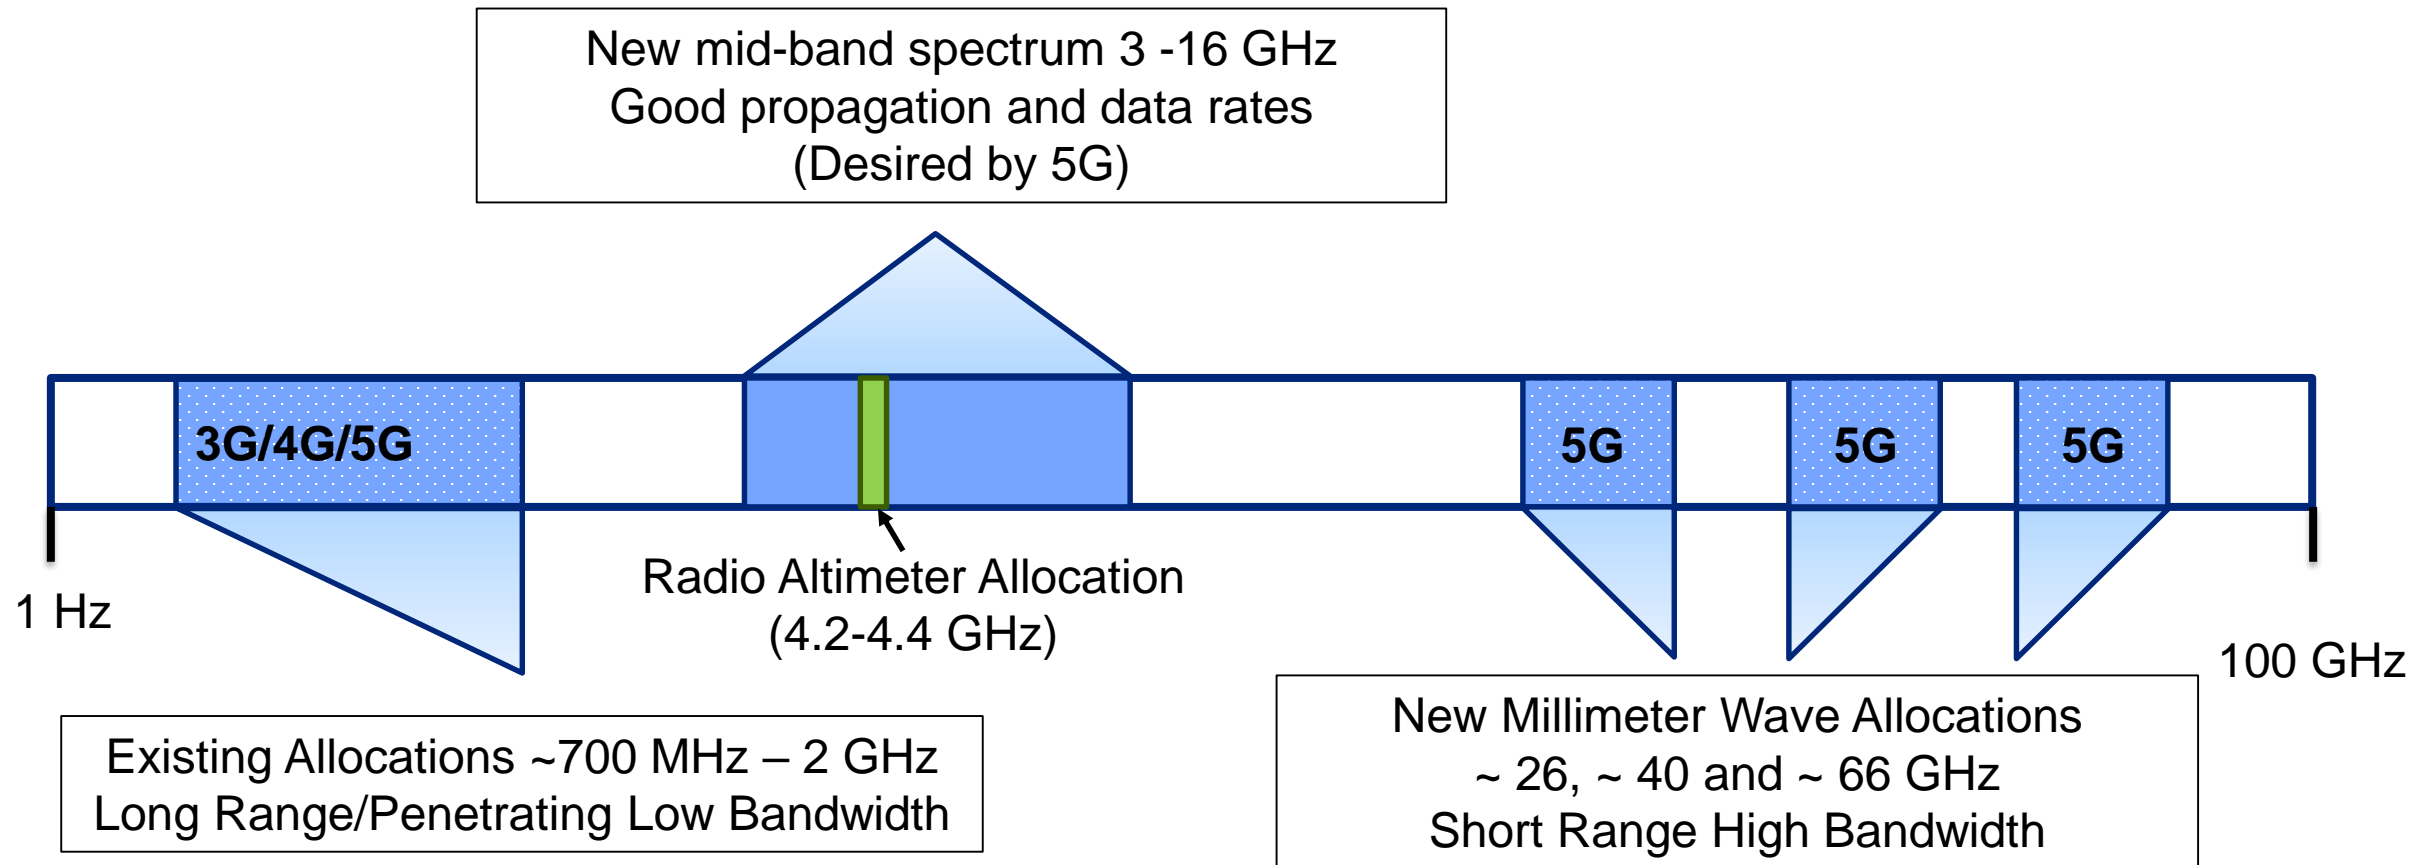 New mid-band spectrum 3 -16 GHz
Good propagation and data rates
(Desired by 5G)
3G/4G/5G
5G
5G
5G
1 Hz
Radio Altimeter Allocation
(4.2-4.4 GHz)
100 GHz
Existing Allocations ~700 MHz – 2 GHz
Long Range/Penetrating Low Bandwidth
New Millimeter Wave Allocations
~ 26, ~ 40 and ~ 66 GHz
Short Range High Bandwidth